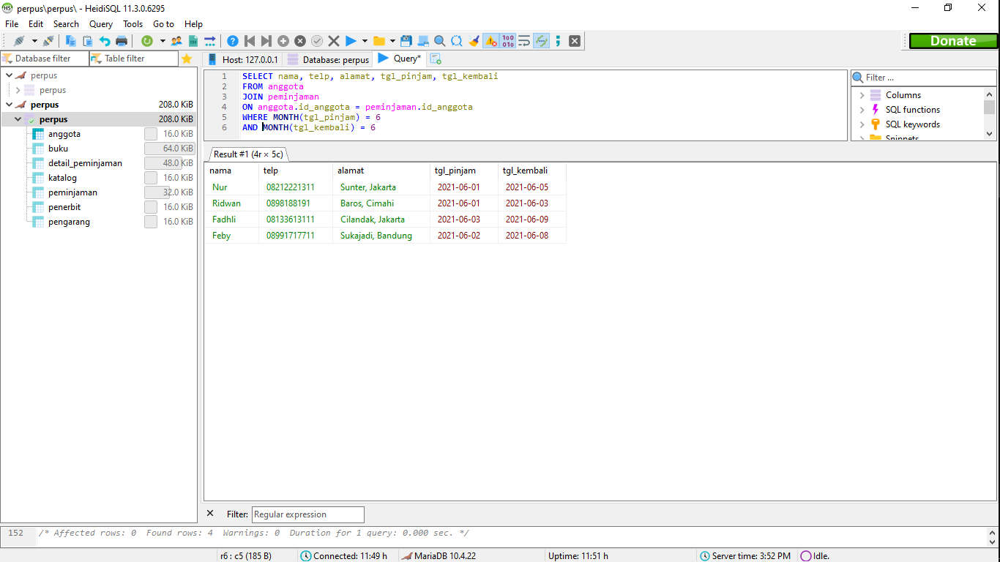 perpus\perpus\ - HeidiSQL 11.3.0.6295
File Edit Search Query Tools Go to Help
Donate
Database filter Table filter
Host: 127.0.0.1 Database: perpus Query*
perpus
perpus
perpus 208.0 KiB
perpus 208.0 KiB
anggota 16.0 KiB
buku 64.0 KiB
detail_peminjaman 48.0 KiB
katalog 16.0 KiB
peminjaman 32.0 KiB
penerbit 16.0 KiB
pengarang 16.0 KiB
1 SELECT nama, telp, alamat, tgl_pinjam, tgl_kembali
2 FROM anggota
3 JOIN peminjaman
4 ON anggota.id_anggota = peminjaman.id_anggota
5 WHERE MONTH(tgl_pinjam) = 6
6 AND MONTH(tgl_kembali) = 6
Filter ...
Columns
SQL functions
SQL keywords
Snippets
Result #1 (4r × 5c)
nama telp alamat tgl_pinjam tgl_kembali
Nur 08212221311 Sunter, Jakarta 2021-06-01 2021-06-05
Ridwan 0898188191 Baros, Cimahi 2021-06-01 2021-06-03
Fadhli 08133613111 Cilandak, Jakarta 2021-06-03 2021-06-09
Feby 08991717711 Sukajadi, Bandung 2021-06-02 2021-06-08
Filter: Regular expression
152 /* Affected rows: 0 Found rows: 4 Warnings: 0 Duration for 1 query: 0.000 sec. */
r6 : c5 (185 B) Connected: 11:49 h MariaDB 10.4.22 Uptime: 11:51 h Server time: 3:52 PM Idle.